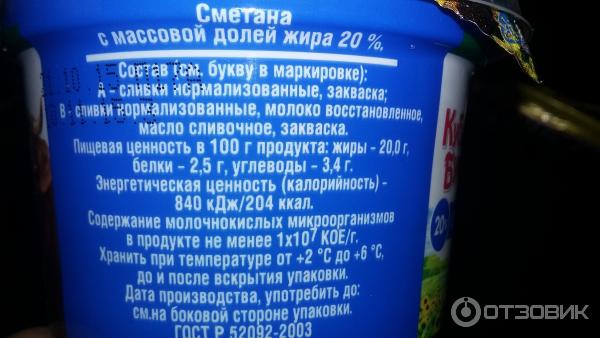 Сметана
с массовой долей жира 20 %.
Состав (см. букву в маркировке):
А - сливки нормализованные, закваска;
В - сливки нормализованные, молоко восстановленное,
масло сливочное, закваска.
Пищевая ценность в 100 г продукта: жиры - 20,0 г,
белки - 2,5 г, углеводы - 3,4 г.
Энергетическая ценность (калорийность) -
840 кДж/204 ккал.
Содержание молочнокислых микроорганизмов
в продукте не менее 1х10⁷ КОЕ/г.
Хранить при температуре от +2 °С до +6 °С,
до и после вскрытия упаковки.
Дата производства, употребить до:
см.на боковой стороне упаковки.
ГОСТ Р 52092-2003
20
ОТЗОВИК